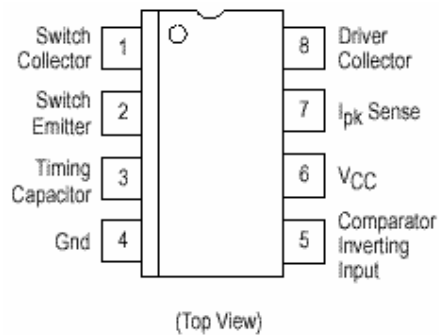 Switch
Collector
1
8
Driver
Collector
Switch
Emitter
2
7
Ipk Sense
Timing
Capacitor
3
6
VCC
Gnd
4
5
Comparator
Inverting
Input
(Top View)